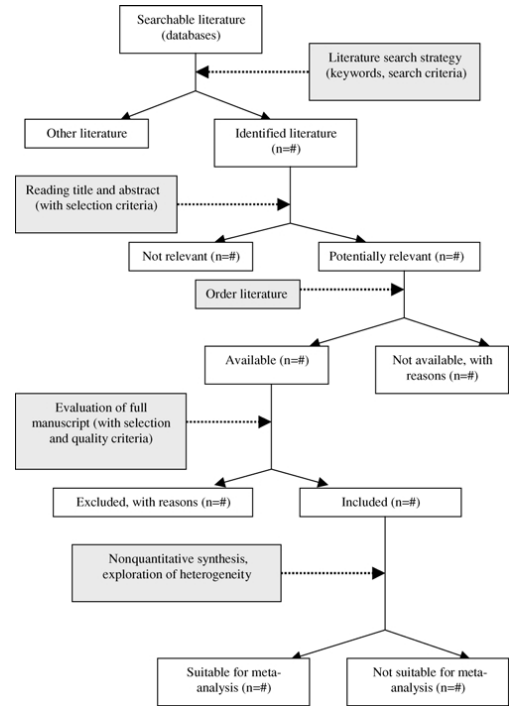 Searchable literature
(databases)
Literature search strategy
(keywords, search criteria)
Other literature
Identified literature
(n=#)
Reading title and abstract
(with selection criteria)
Not relevant (n=#)
Potentially relevant (n=#)
Order literature
Available (n=#)
Not available, with
reasons (n=#)
Evaluation of full
manuscript (with selection
and quality criteria)
Excluded, with reasons (n=#)
Included (n=#)
Nonquantitative synthesis,
exploration of heterogeneity
Suitable for meta-
analysis (n=#)
Not suitable for meta-
analysis (n=#)